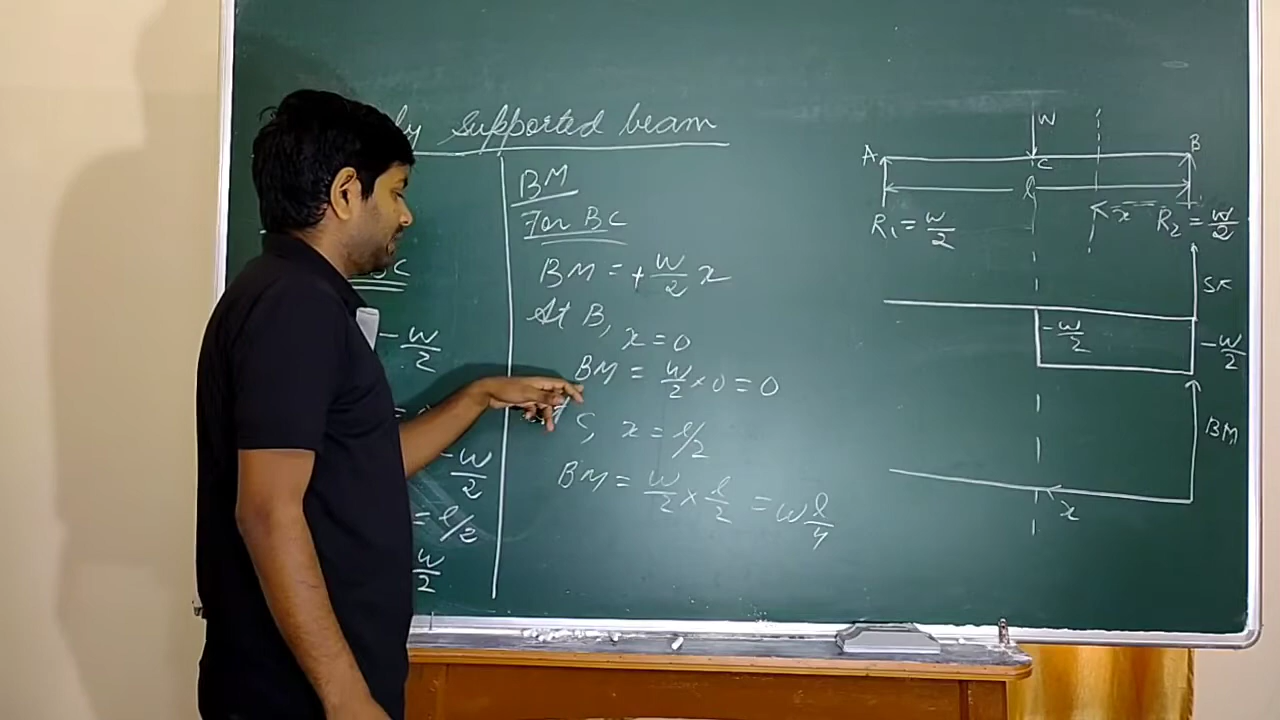 supported beam
BM
For BC
BM = + W/2 x
At B,
x = 0
BM = W/2 × 0 = 0
C, x = l/2
BM = W/2 × l/2 = W l/4
- W/2
- W/2
= l/2
W/2
W
A
C
B
l
x
R₁ = W/2
R₂ = W/2
SF
- W/2
- W/2
BM
x